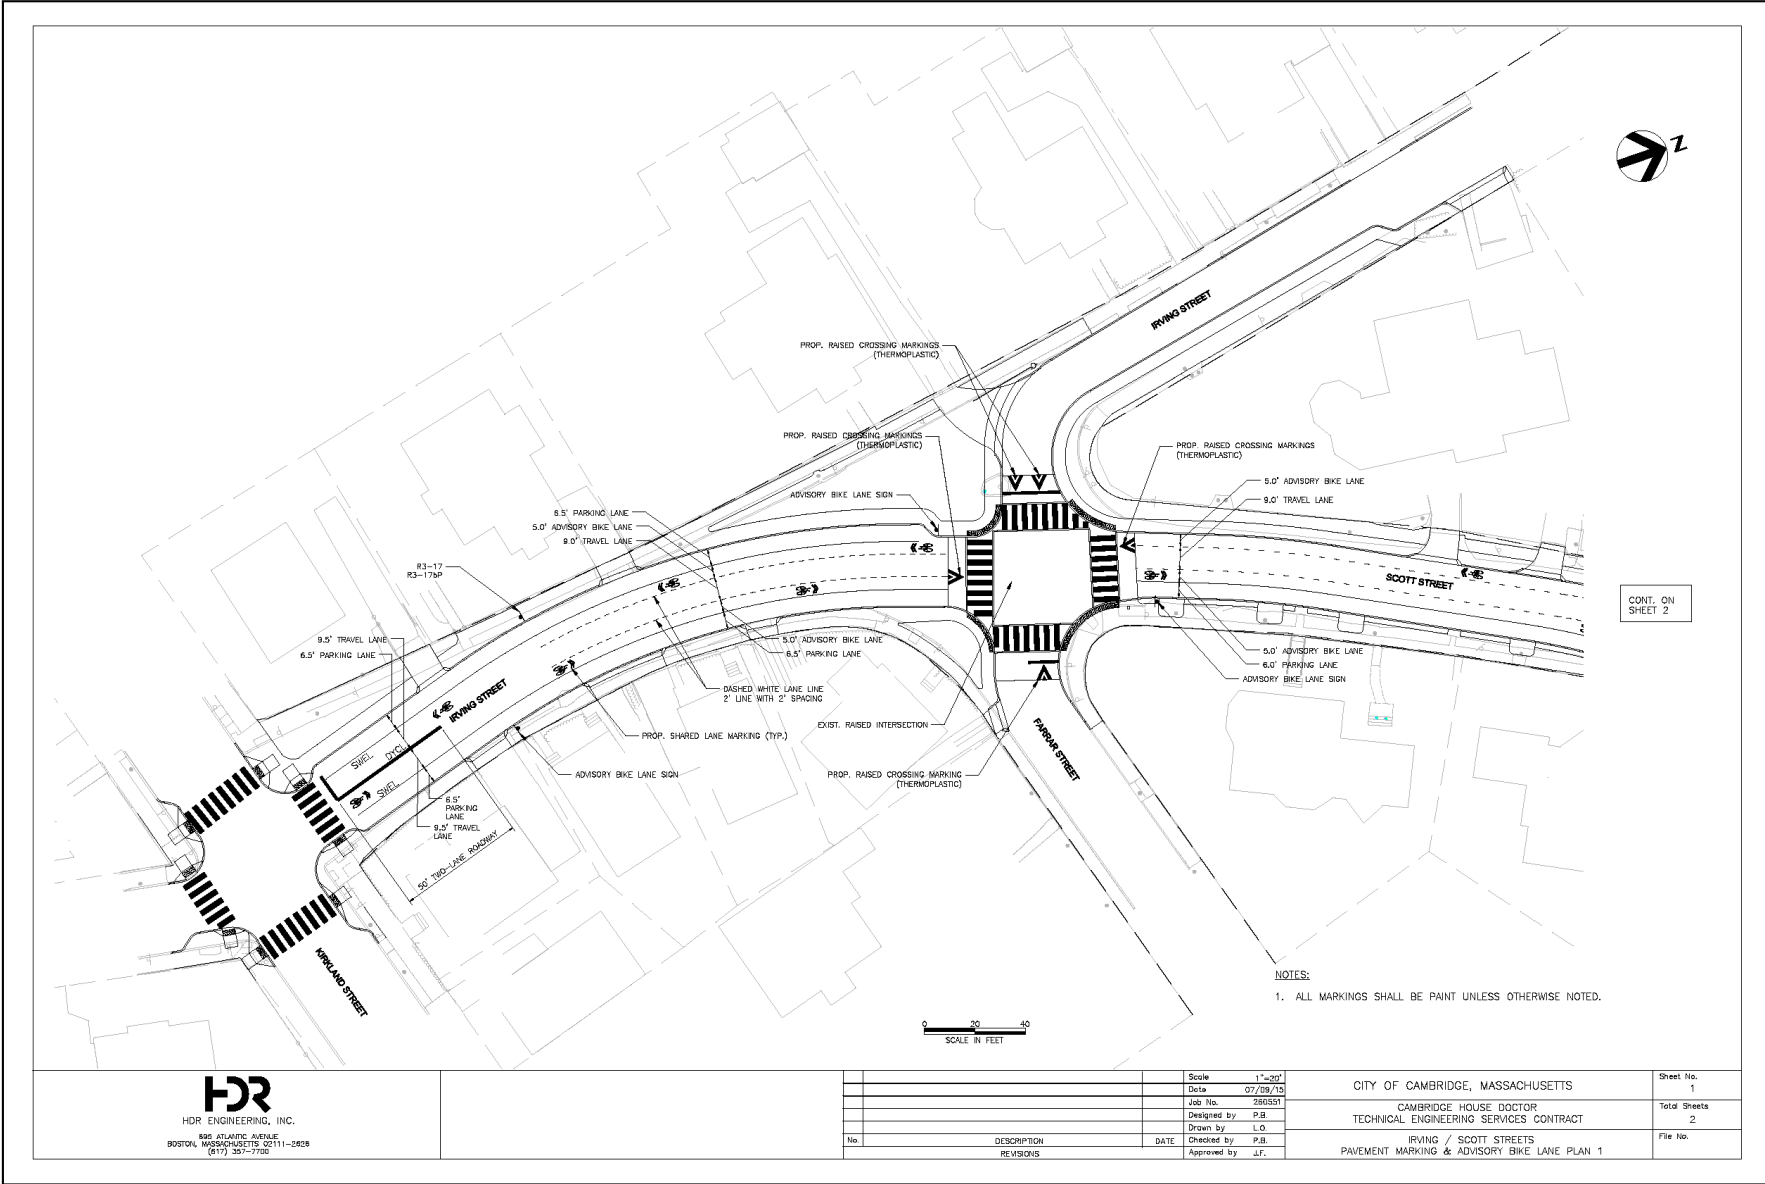 Z
IRVING STREET
PROP. RAISED CROSSING MARKINGS
(THERMOPLASTIC)
PROP. RAISED CROSSING MARKINGS
(THERMOPLASTIC)
PROP. RAISED CROSSING MARKINGS
(THERMOPLASTIC)
5.0' ADVISORY BIKE LANE
9.0' TRAVEL LANE
ADVISORY BIKE LANE SIGN
6.5' PARKING LANE
5.0' ADVISORY BIKE LANE
9.0' TRAVEL LANE
R3-17
R3-17bP
SCOTT STREET
CONT. ON
SHEET 2
9.5' TRAVEL LANE
6.5' PARKING LANE
5.0' ADVISORY BIKE LANE
6.5' PARKING LANE
5.0' ADVISORY BIKE LANE
6.0' PARKING LANE
ADVISORY BIKE LANE SIGN
IRVING STREET
DASHED WHITE LANE LINE
2' LINE WITH 2' SPACING
EXIST. RAISED INTERSECTION
PROP. SHARED LANE MARKING (TYP.)
FARRAR STREET
SWEL
DYCL
SWEL
ADVISORY BIKE LANE SIGN
PROP. RAISED CROSSING MARKING
(THERMOPLASTIC)
6.5'
PARKING
LANE
9.5' TRAVEL
LANE
50' TWO-LANE ROADWAY
KIRKLAND STREET
NOTES:
1. ALL MARKINGS SHALL BE PAINT UNLESS OTHERWISE NOTED.
0 20 40
SCALE IN FEET
HDR
HDR ENGINEERING, INC.
695 ATLANTIC AVENUE
BOSTON, MASSACHUSETTS 02111-2626
(617) 357-7700
No. DESCRIPTION DATE
REVISIONS
Scale 1"=20'
Date 07/09/15
Job No. 260551
Designed by P.B.
Drawn by L.O.
Checked by P.B.
Approved by J.F.
CITY OF CAMBRIDGE, MASSACHUSETTS
CAMBRIDGE HOUSE DOCTOR
TECHNICAL ENGINEERING SERVICES CONTRACT
IRVING / SCOTT STREETS
PAVEMENT MARKING & ADVISORY BIKE LANE PLAN 1
Sheet No.
1
Total Sheets
2
File No.